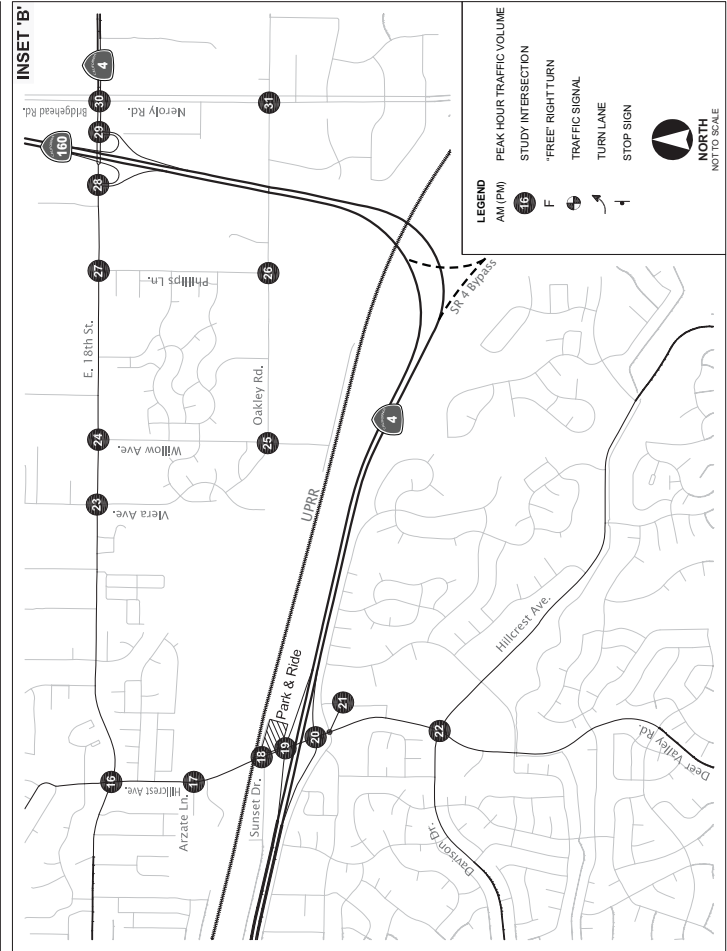 INSET 'B'
4
160
Bridgehead Rd.
Neroly Rd.
30
29
28
31
27
Phillips Ln.
26
E. 18th St.
Oakley Rd.
24
Willow Ave.
25
23
Viera Ave.
UPRR
4
SR 4 Bypass
Park & Ride
Hillcrest Ave.
16
Hillcrest Ave.
17
Arzate Ln.
18
19
20
21
22
Sunset Dr.
Davison Dr.
Deer Valley Rd.
LEGEND
AM (PM) PEAK HOUR TRAFFIC VOLUME
16 STUDY INTERSECTION
F "FREE" RIGHT TURN
TRAFFIC SIGNAL
TURN LANE
STOP SIGN
NORTH
NOT TO SCALE